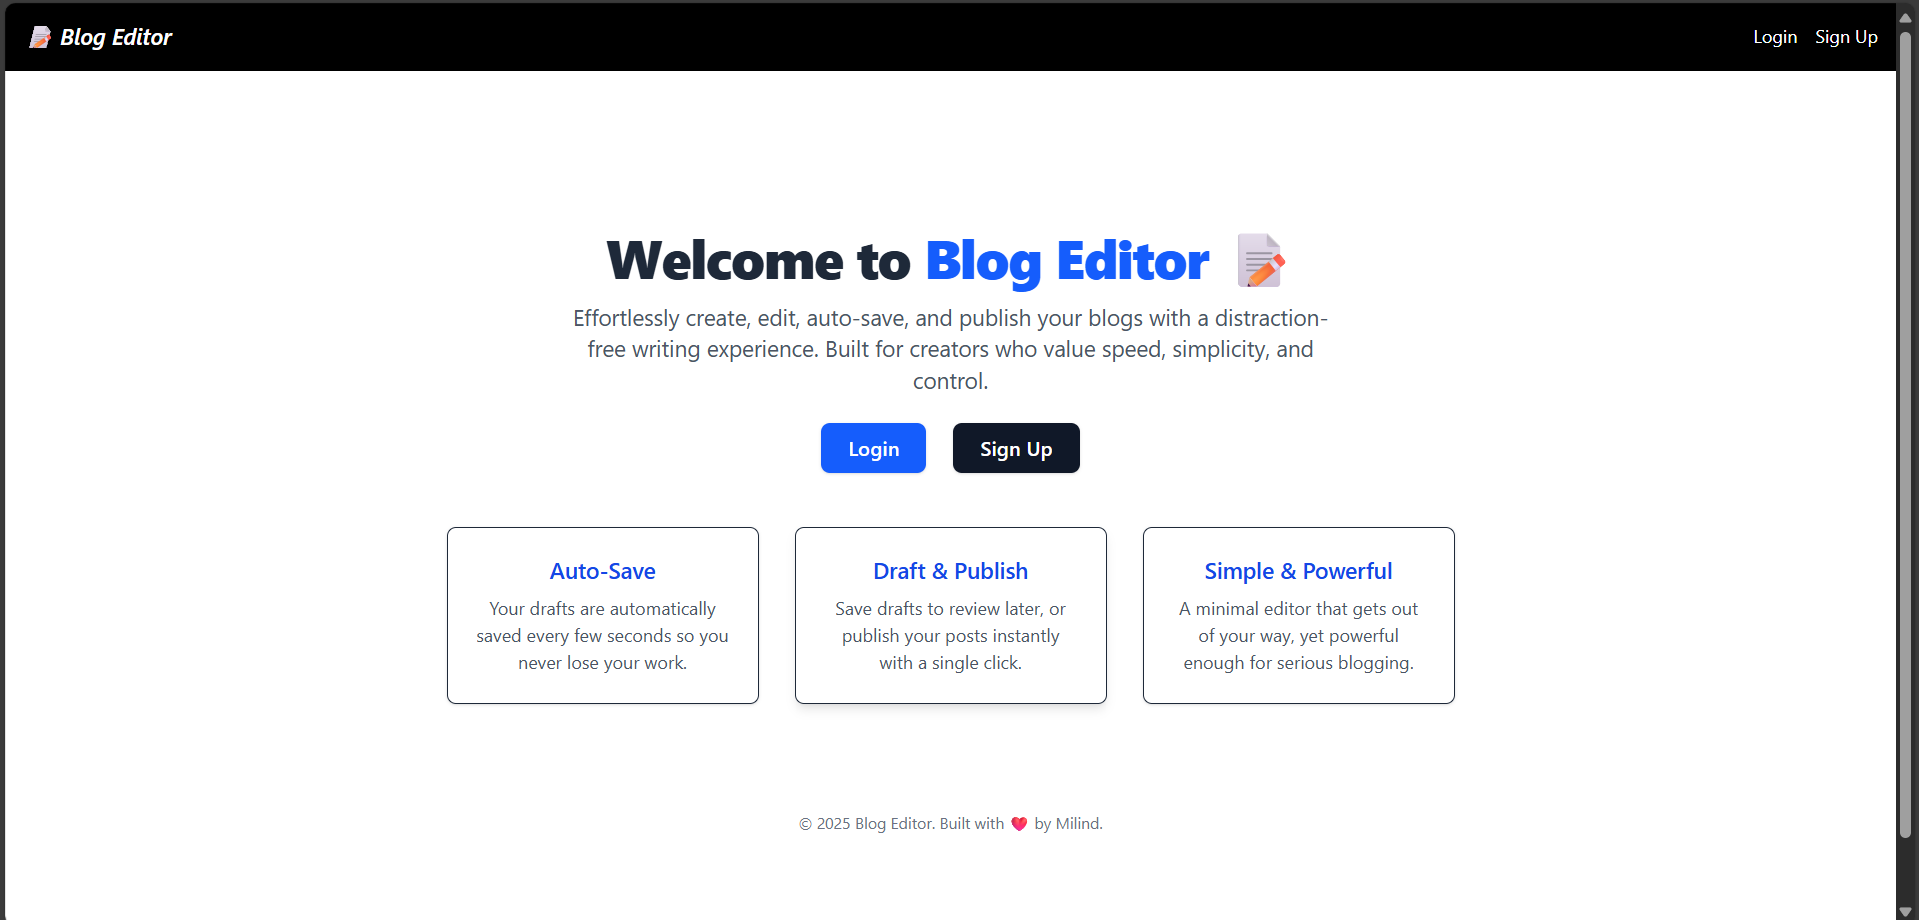 Blog Editor
Login
Sign Up
Welcome to Blog Editor
Effortlessly create, edit, auto-save, and publish your blogs with a distraction-
free writing experience. Built for creators who value speed, simplicity, and
control.
Login
Sign Up
Auto-Save
Your drafts are automatically
saved every few seconds so you
never lose your work.
Draft & Publish
Save drafts to review later, or
publish your posts instantly
with a single click.
Simple & Powerful
A minimal editor that gets out
of your way, yet powerful
enough for serious blogging.
© 2025 Blog Editor. Built with ❤️ by Milind.